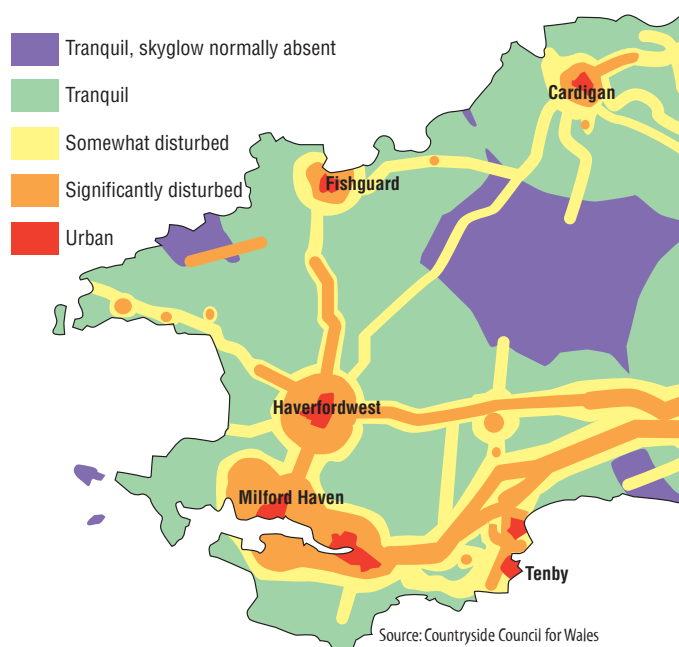 Tranquil, skyglow normally absent
Tranquil
Somewhat disturbed
Significantly disturbed
Urban
Cardigan
Fishguard
Haverfordwest
Milford Haven
Tenby
Source: Countryside Council for Wales